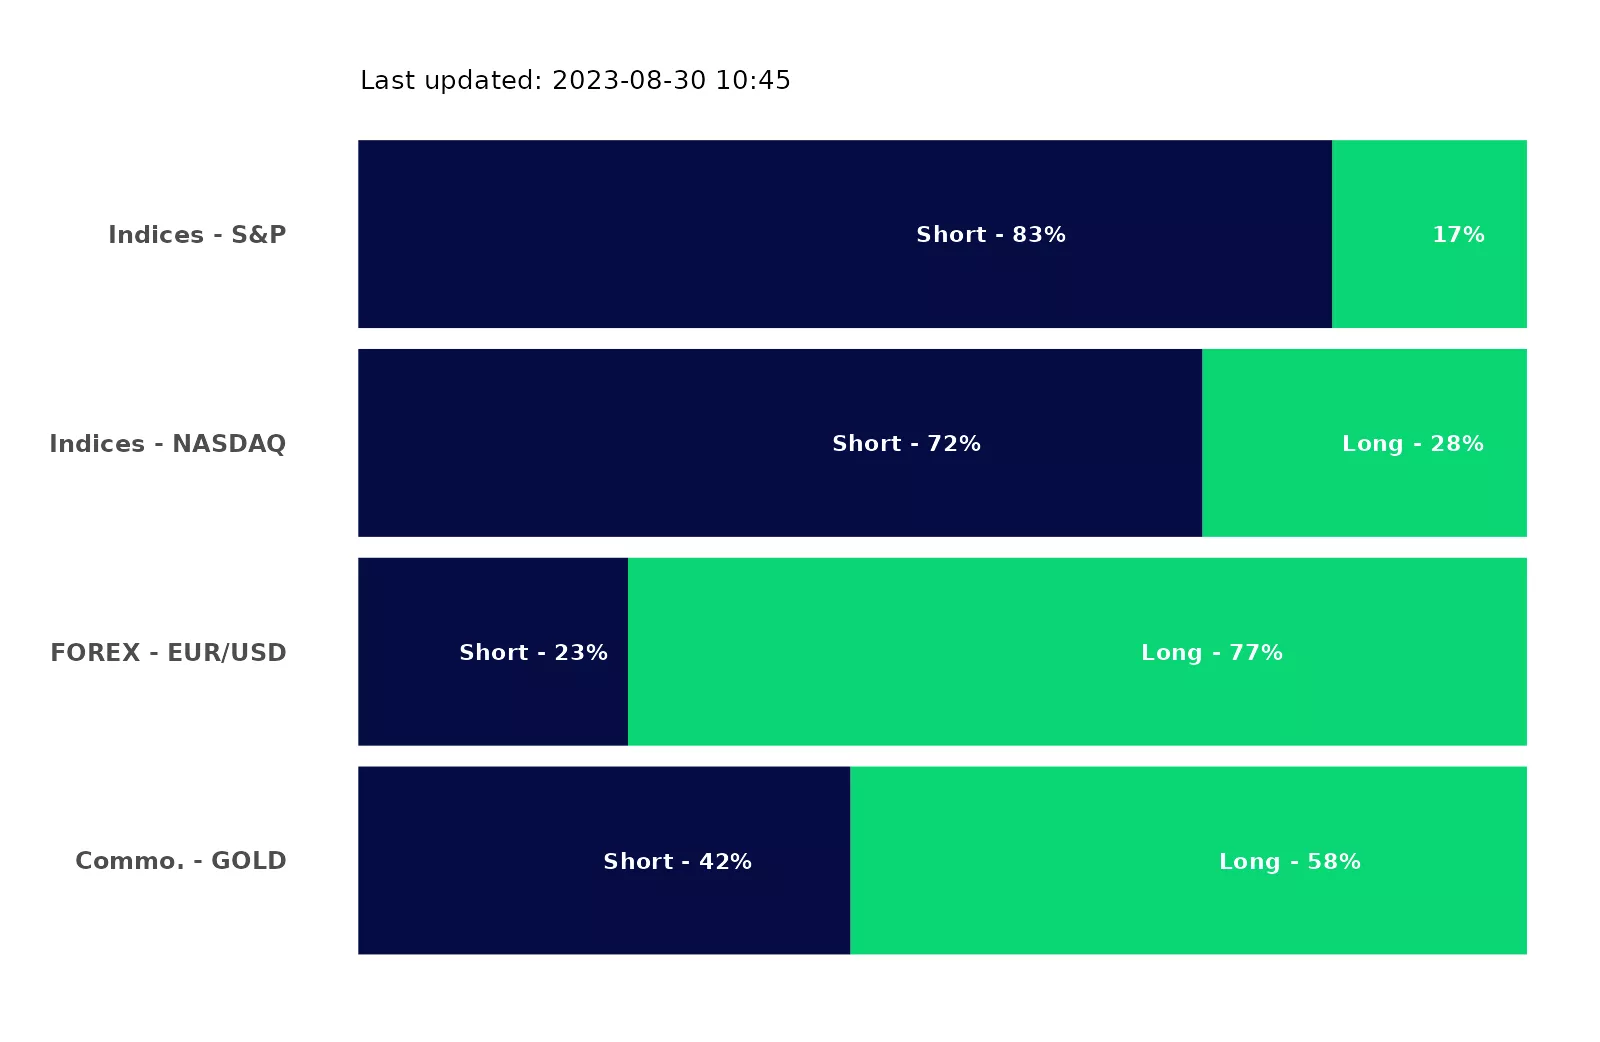 Last updated: 2023-08-30 10:45
Indices - S&P Short - 83% 17%
Indices - NASDAQ Short - 72% Long - 28%
FOREX - EUR/USD Short - 23% Long - 77%
Commo. - GOLD Short - 42% Long - 58%